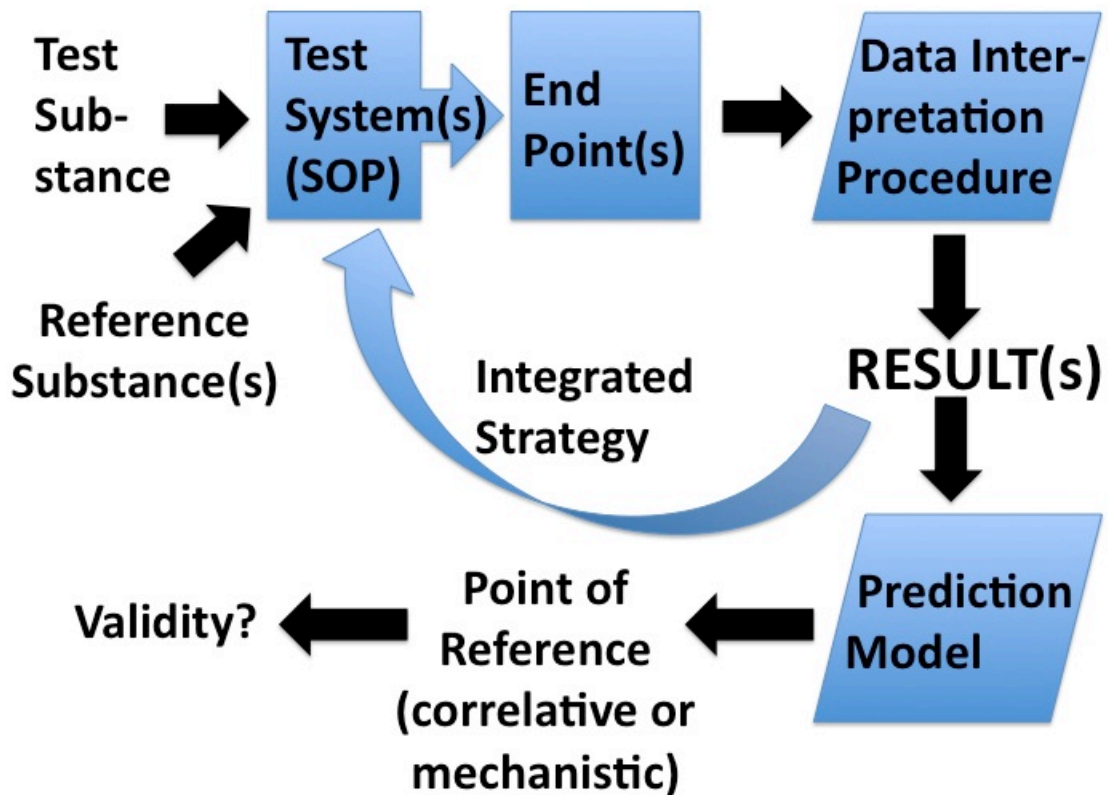 Test
Sub-
stance
Test
System(s)
(SOP)
End
Point(s)
Data Inter-
pretation
Procedure
Reference
Substance(s)
Integrated
Strategy
RESULT(s)
Prediction
Model
Point of
Reference
(correlative or
mechanistic)
Validity?